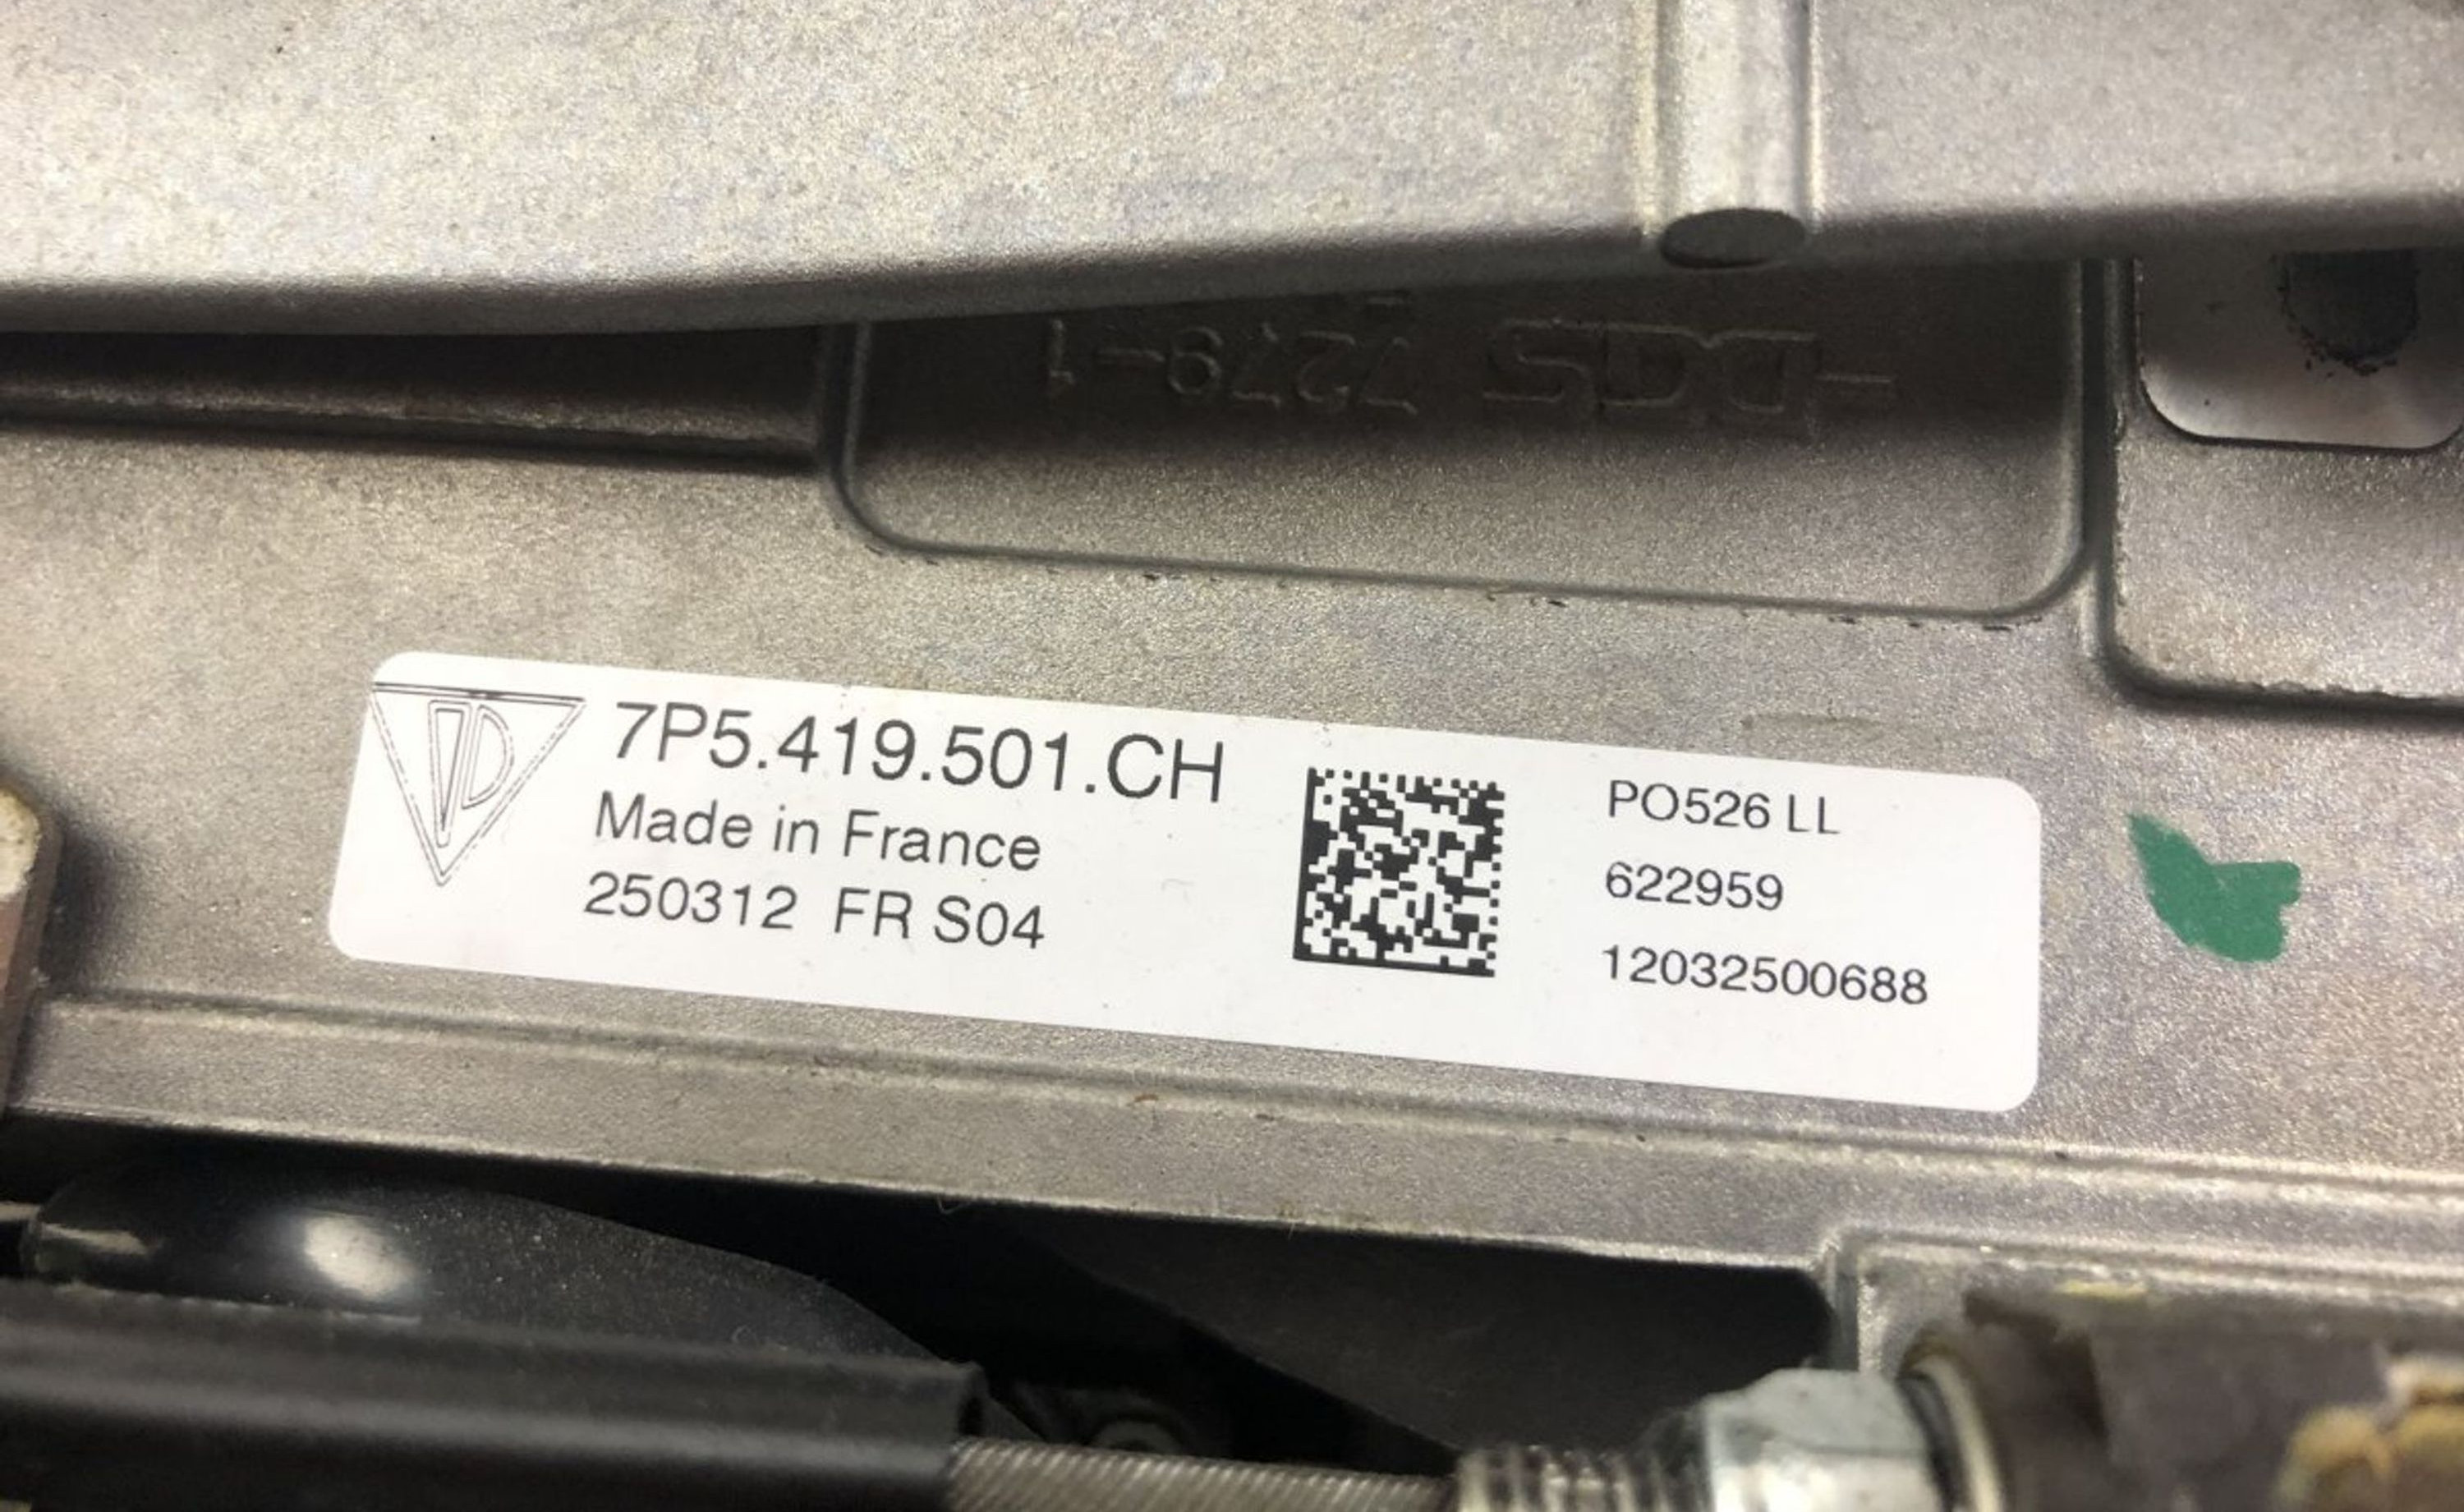 -DGS 7279-1
7P5.419.501.CH
Made in France
250312 FR S04
PO526 LL
622959
12032500688